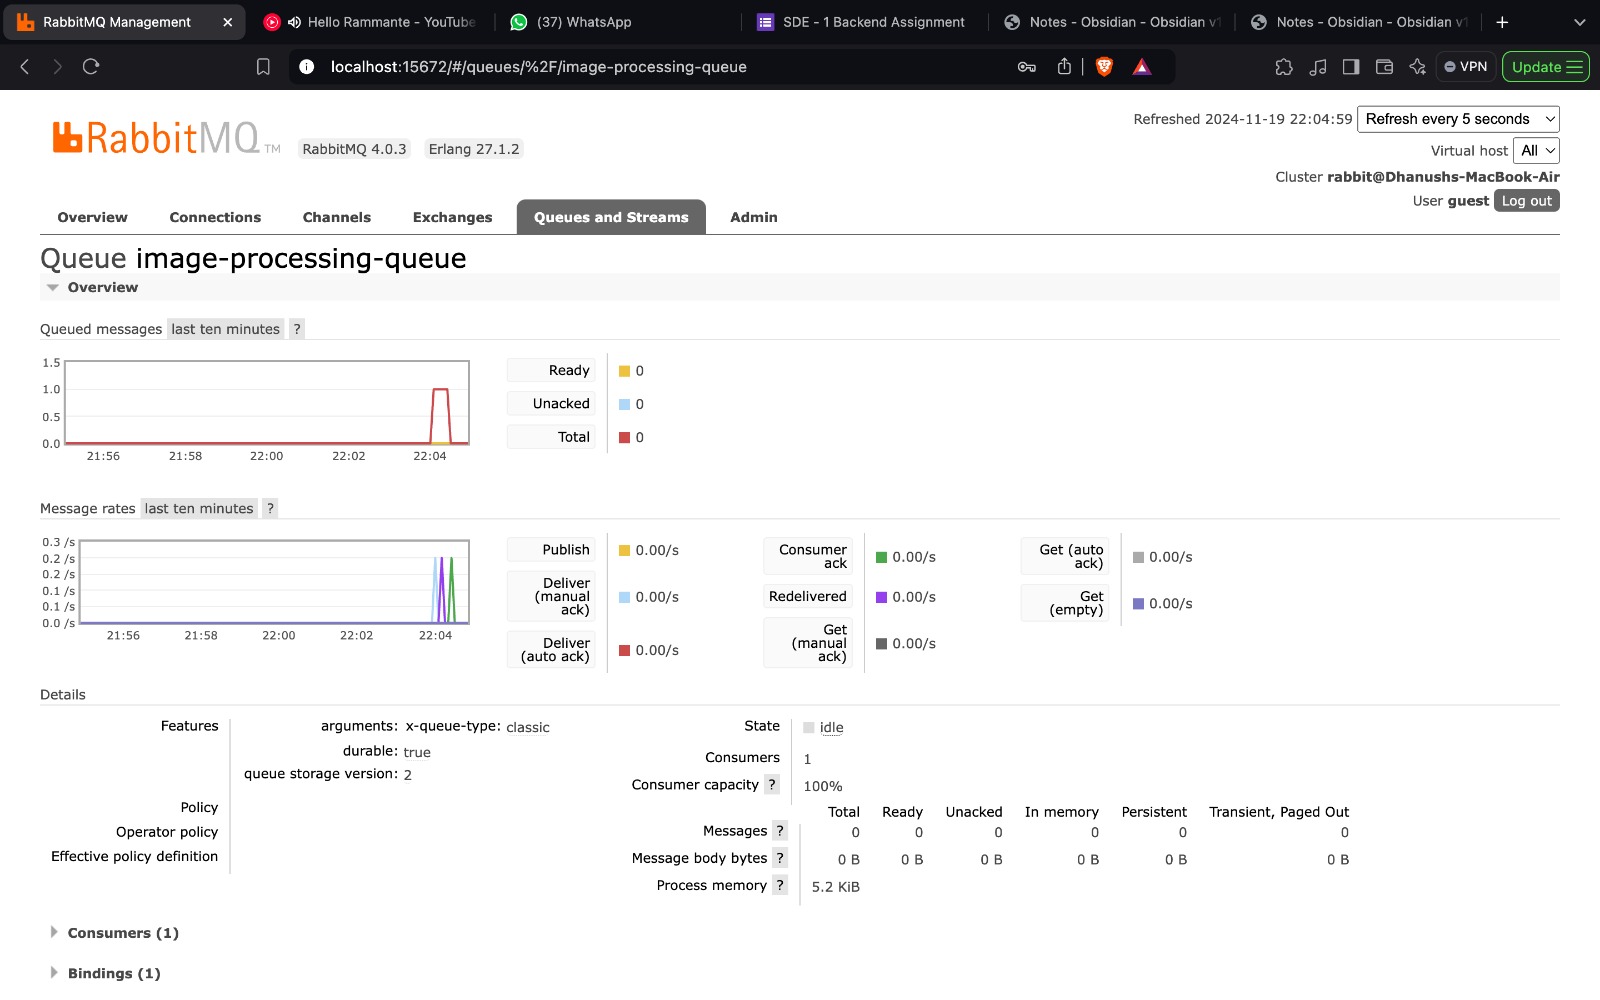 RabbitMQ Management
Hello Rammante - YouTube
(37) WhatsApp
SDE - 1 Backend Assignment
Notes - Obsidian - Obsidian v1
Notes - Obsidian - Obsidian v1
localhost:15672/#/queues/%2F/image-processing-queue
VPN
Update
RabbitMQ TM
RabbitMQ 4.0.3
Erlang 27.1.2
Refreshed 2024-11-19 22:04:59
Refresh every 5 seconds
Virtual host
All
Cluster rabbit@Dhanushs-MacBook-Air
User guest
Log out
Overview
Connections
Channels
Exchanges
Queues and Streams
Admin
Queue image-processing-queue
Overview
Queued messages last ten minutes ?
1.5
1.0
0.5
0.0
21:56 21:58 22:00 22:02 22:04
Ready 0
Unacked 0
Total 0
Message rates last ten minutes ?
0.3 /s
0.2 /s
0.2 /s
0.1 /s
0.1 /s
0.0 /s
21:56 21:58 22:00 22:02 22:04
Publish 0.00/s
Deliver
(manual 0.00/s
ack)
Deliver
(auto ack) 0.00/s
Consumer
ack 0.00/s
Redelivered 0.00/s
Get
(manual 0.00/s
ack)
Get (auto
ack) 0.00/s
Get
(empty) 0.00/s
Details
Features
arguments: x-queue-type: classic
durable: true
queue storage version: 2
Policy
Operator policy
Effective policy definition
State idle
Consumers 1
Consumer capacity ? 100%
Total Ready Unacked In memory Persistent Transient, Paged Out
Messages ? 0 0 0 0 0 0
Message body bytes ? 0 B 0 B 0 B 0 B 0 B 0 B
Process memory ? 5.2 KiB
Consumers (1)
Bindings (1)